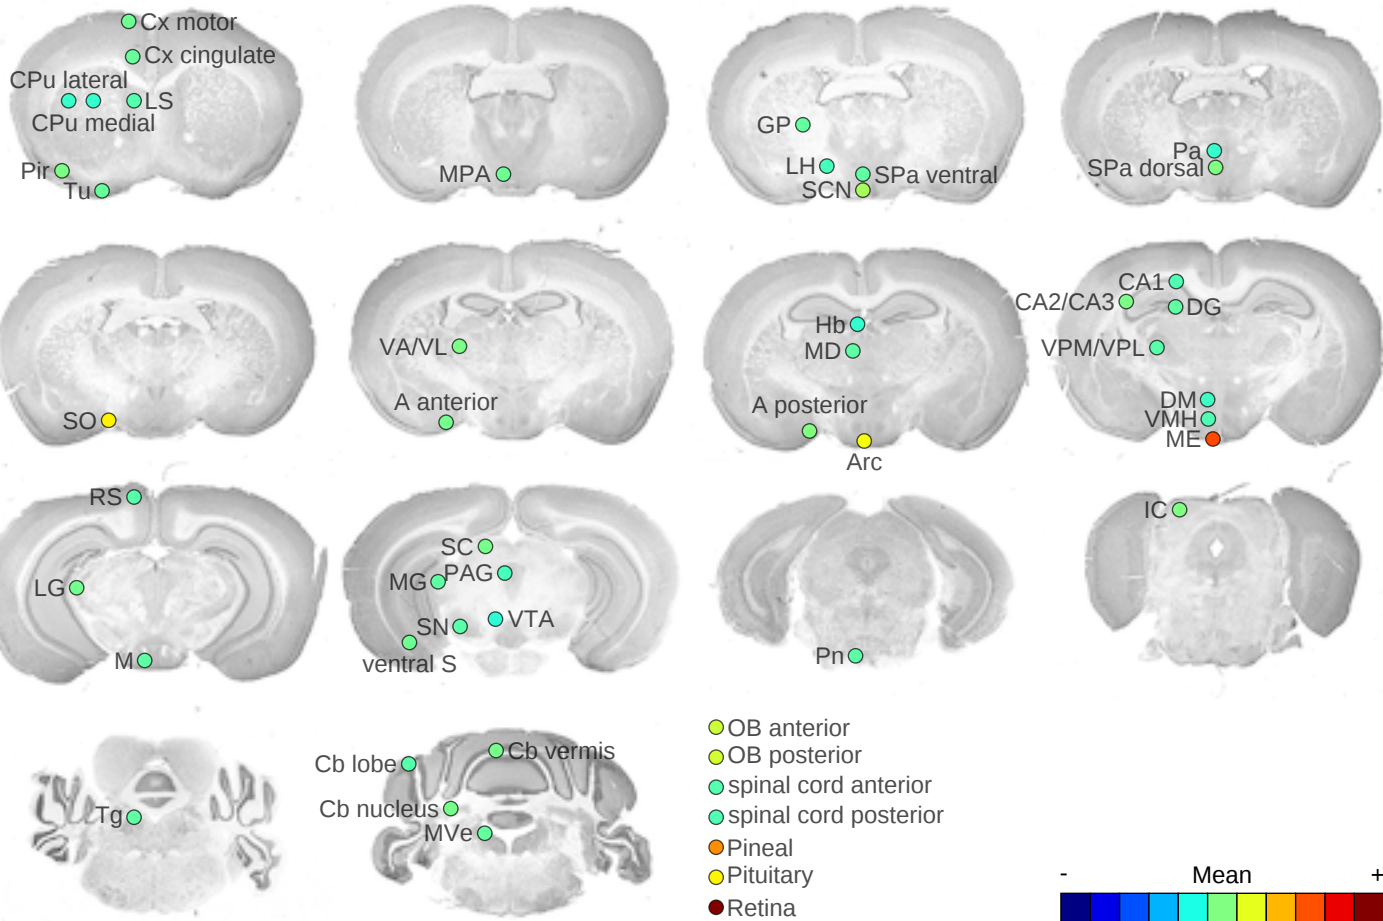 Cx motor
Cx cingulate
CPu lateral
LS
CPu medial
Pir
Tu
MPA
GP
LH
SPa ventral
SCN
Pa
SPa dorsal
SO
VA/VL
A anterior
Hb
MD
A posterior
Arc
CA1
CA2/CA3
DG
VPM/VPL
DM
VMH
ME
RS
LG
M
SC
MG
PAG
SN
VTA
ventral S
Pn
IC
Tg
Cb lobe
Cb vermis
Cb nucleus
MVe
OB anterior
OB posterior
spinal cord anterior
spinal cord posterior
Pineal
Pituitary
Retina
- Mean +